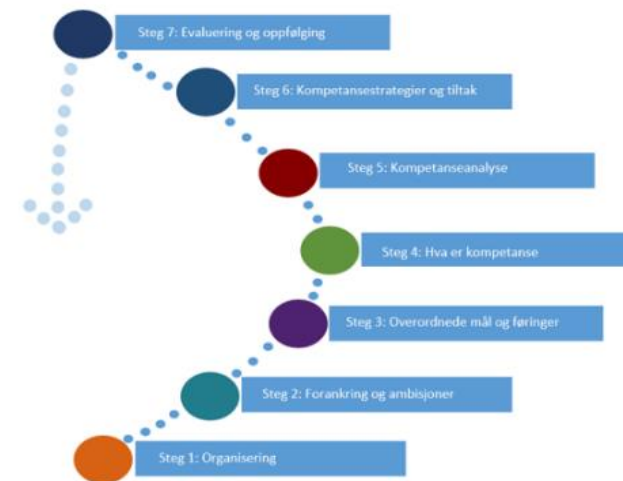 Steg 7: Evaluering og oppfølging
Steg 6: Kompetansestrategier og tiltak
Steg 5: Kompetanseanalyse
Steg 4: Hva er kompetanse
Steg 3: Overordnede mål og føringer
Steg 2: Forankring og ambisjoner
Steg 1: Organisering